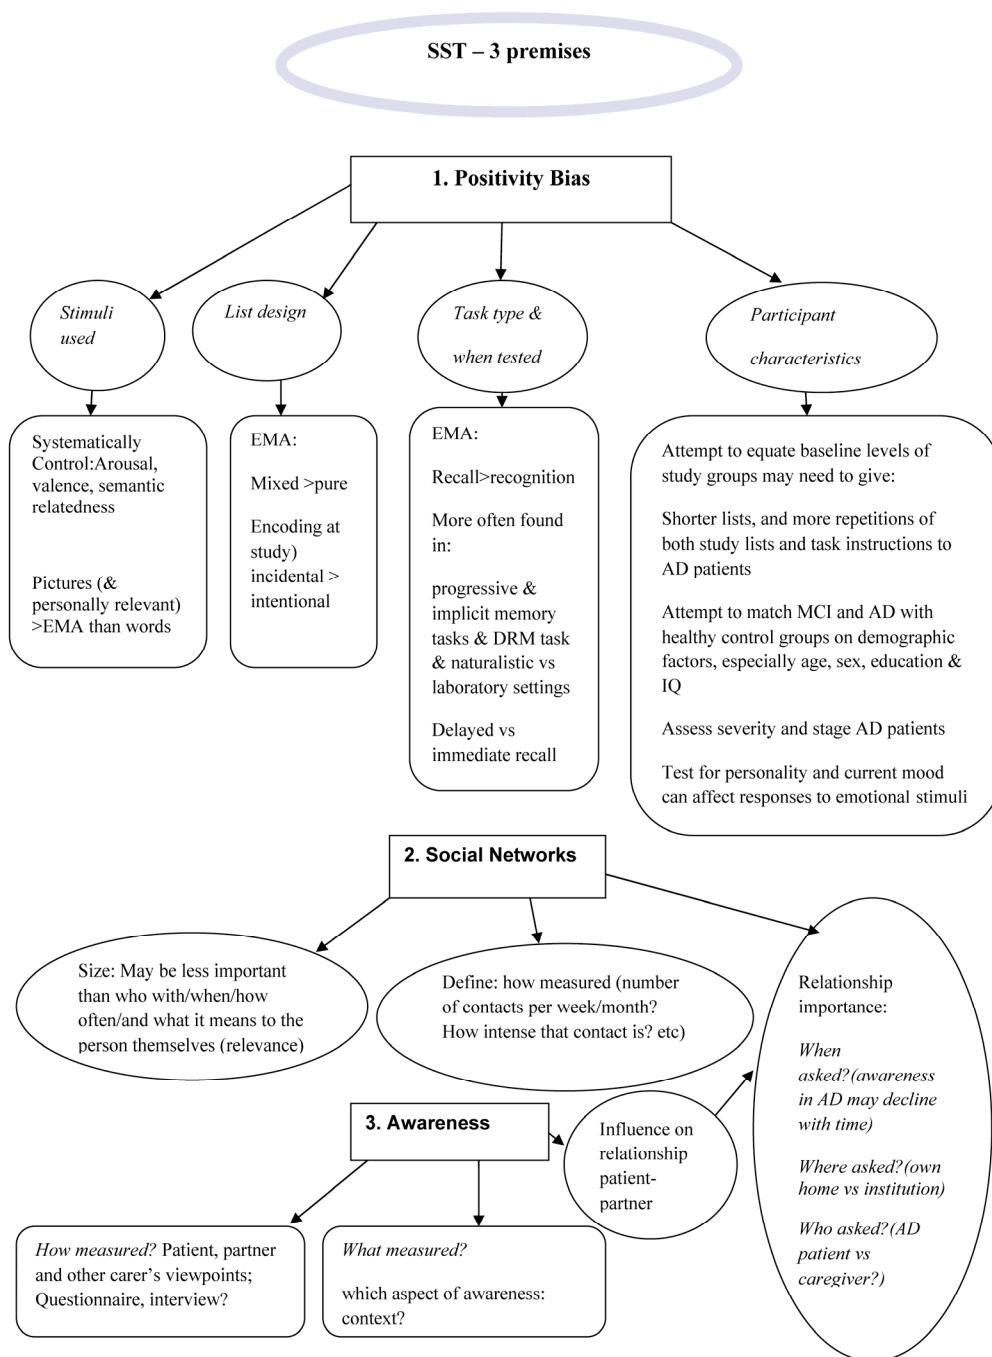 SST – 3 premises
1. Positivity Bias
Stimuli
used
List design
Task type &
when tested
Participant
characteristics
Systematically
Control:Arousal,
valence, semantic
relatedness
Pictures (&
personally relevant)
>EMA than words
EMA:
Mixed >pure
Encoding at
study)
incidental >
intentional
EMA:
Recall>recognition
More often found
in:
progressive &
implicit memory
tasks & DRM task
& naturalistic vs
laboratory settings
Delayed vs
immediate recall
Attempt to equate baseline levels of
study groups may need to give:
Shorter lists, and more repetitions of
both study lists and task instructions to
AD patients
Attempt to match MCI and AD with
healthy control groups on demographic
factors, especially age, sex, education &
IQ
Assess severity and stage AD patients
Test for personality and current mood
can affect responses to emotional stimuli
2. Social Networks
Size: May be less important
than who with/when/how
often/and what it means to the
person themselves (relevance)
Define: how measured (number
of contacts per week/month?
How intense that contact is? etc)
Relationship
importance:
When
asked?(awareness
in AD may decline
with time)
Where asked?(own
home vs institution)
Who asked?(AD
patient vs
caregiver?)
3. Awareness
Influence on
relationship
patient-
partner
How measured? Patient, partner
and other carer's viewpoints;
Questionnaire, interview?
What measured?
which aspect of awareness:
context?